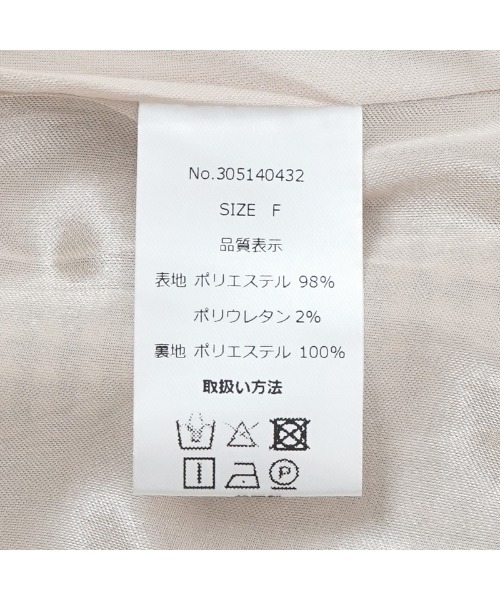 No.305140432
SIZE F
品質表示
表地 ポリエステル 98%
ポリウレタン 2%
裏地 ポリエステル 100%
取扱い方法
P